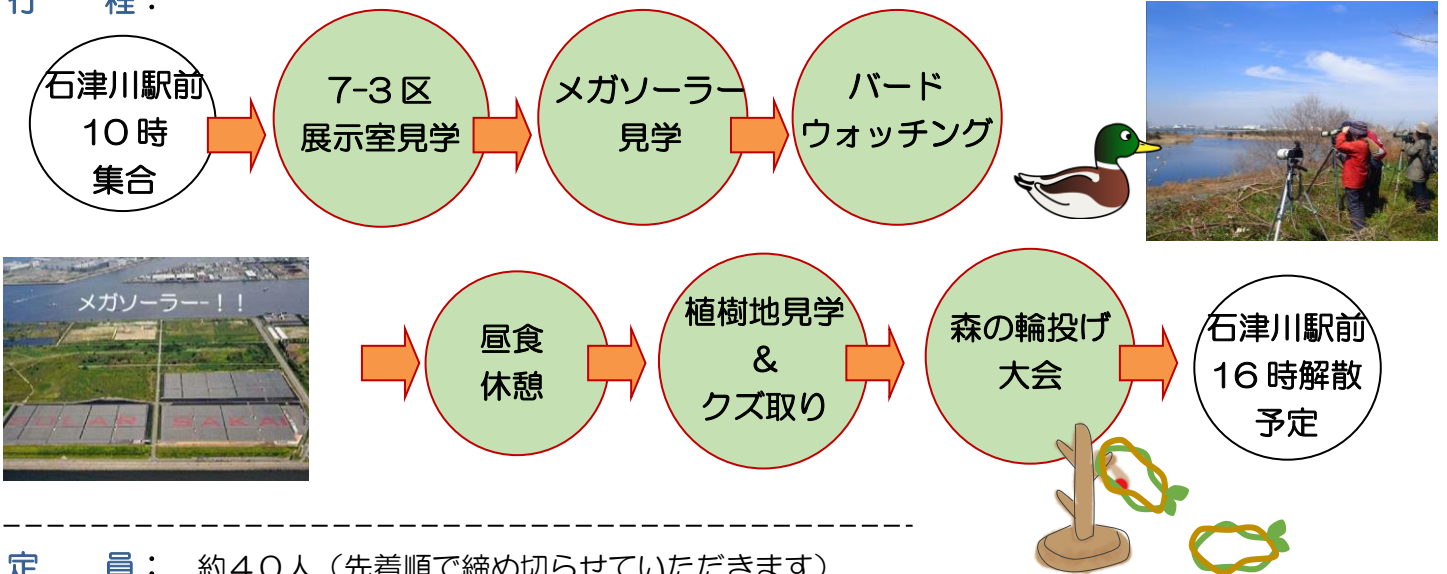 行　程：
石津川駅前
10時
集合
7-3区
展示室見学
メガソーラー
見学
バード
ウォッチング
メガソーラー-！！
SOLAR SAKAI
昼食
休憩
植樹地見学
&
クズ取り
森の輪投げ
大会
石津川駅前
16時解散
予定
定　員：　約４０人（先着順で締め切らせていただきます）